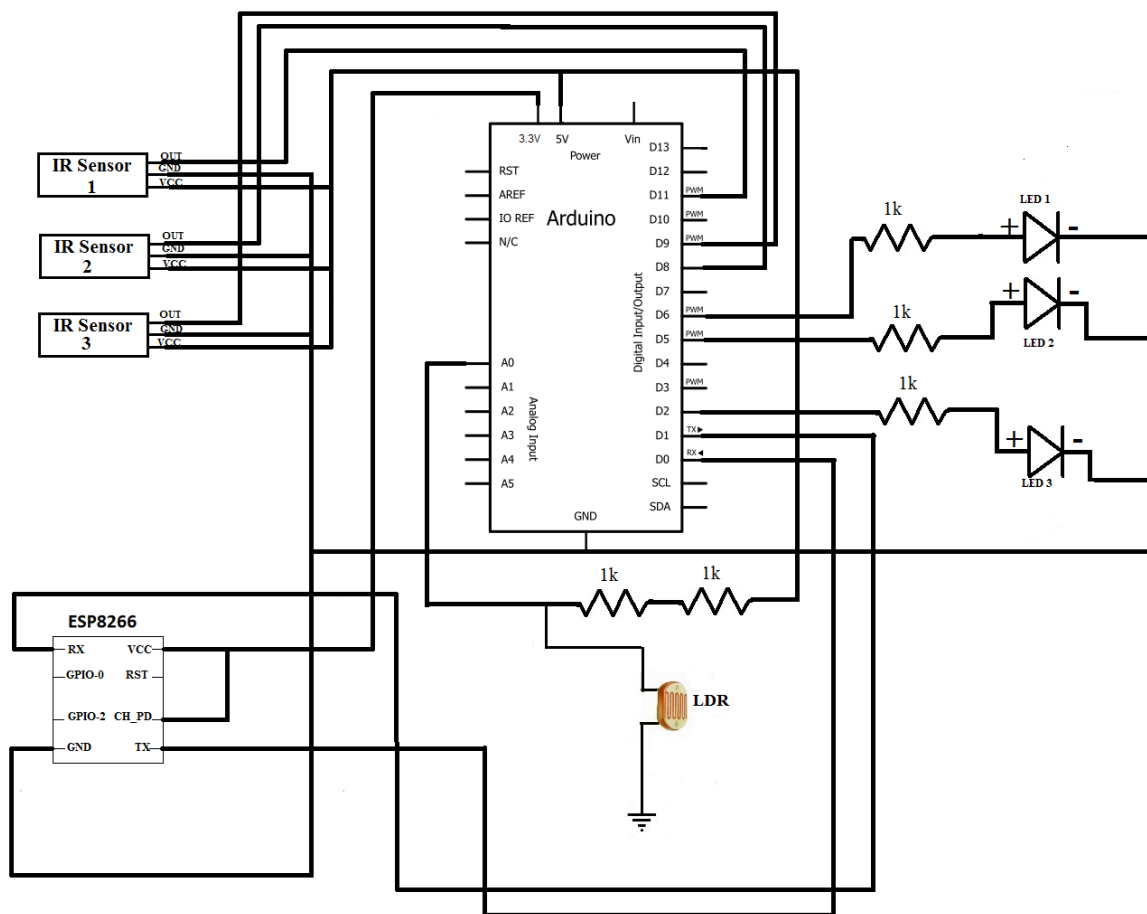 IR Sensor
1
OUT
GND
VCC
IR Sensor
2
OUT
GND
VCC
IR Sensor
3
OUT
GND
VCC
3.3V
5V
Vin
Power
Arduino
RST
AREF
IO REF
N/C
A0
A1
A2
A3
A4
A5
Analog Input
Digital Input/Output
D13
D12
D11
PWM
D10
PWM
D9
PWM
D8
D7
D6
PWM
D5
PWM
D4
D3
PWM
D2
D1
TX
D0
RX
SCL
SDA
GND
1k
+
LED 1
-
1k
+
LED 2
-
1k
+
LED 3
-
1k
1k
LDR
ESP8266
RX
VCC
GPIO-0
RST
GPIO-2
CH_PD
GND
TX